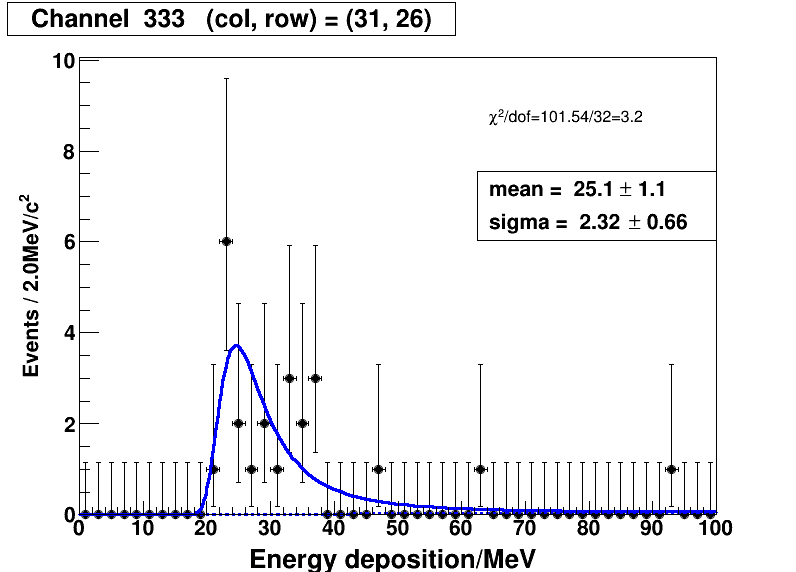 Channel  333   (col, row) = (31, 26)
χ²/dof=101.54/32=3.2
mean =  25.1 ± 1.1
sigma =  2.32 ± 0.66
Events / 2.0MeV/c²
10
8
6
4
2
0
0 10 20 30 40 50 60 70 80 90 100
Energy deposition/MeV